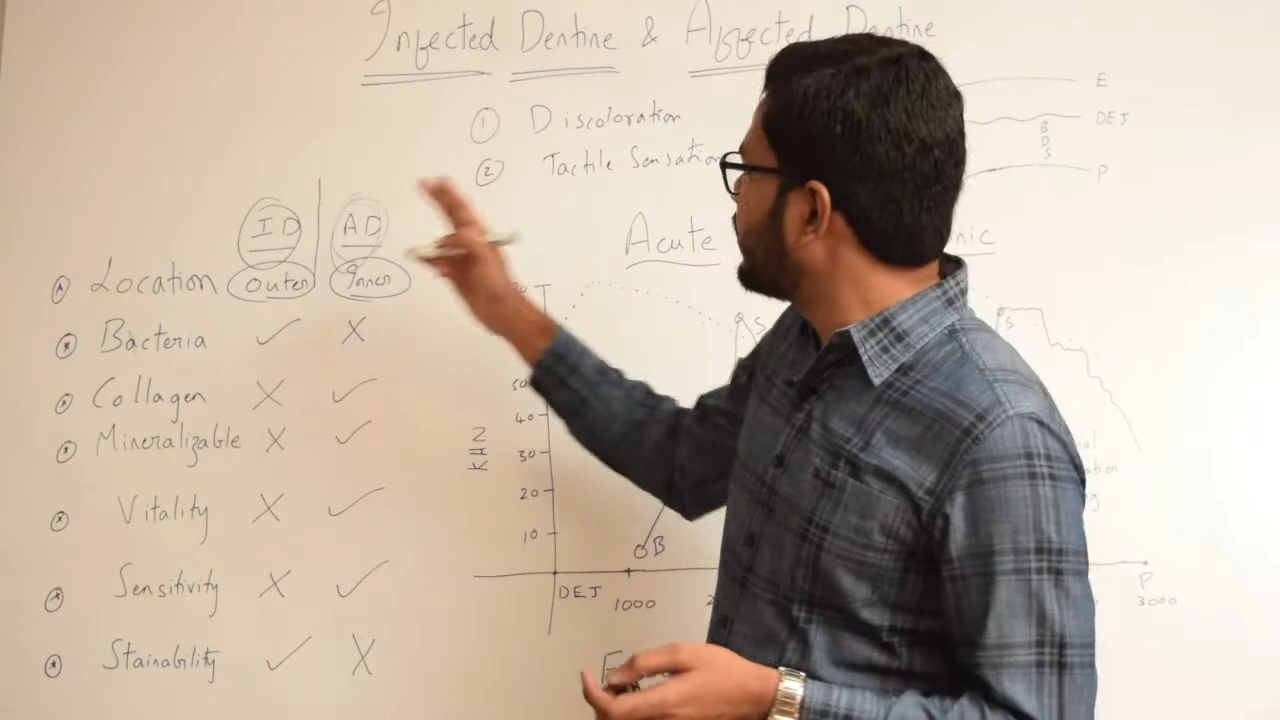 Infected Dentine & Affected Dentine
① Discoloration
② Tactile Sensation
E
DEJ
B
D
S
P
ID AD
Location Outer Inner
Bacteria ✓ X
Collagen X ✓
Mineralizable X ✓
Vitality X ✓
Sensitivity X ✓
Stainability ✓ X
Acute
S
40
30
20
10
KHN
B
DEJ 1000
S
P
3000